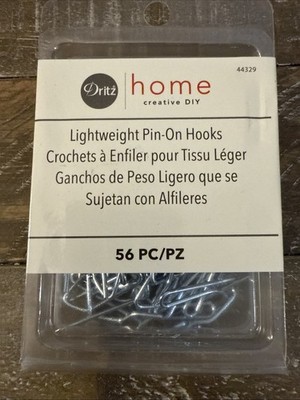 Dritz
home
creative DIY
44329
Lightweight Pin-On Hooks
Crochets à Enfiler pour Tissu Léger
Ganchos de Peso Ligero que se
Sujetan con Alfileres
56 PC/PZ